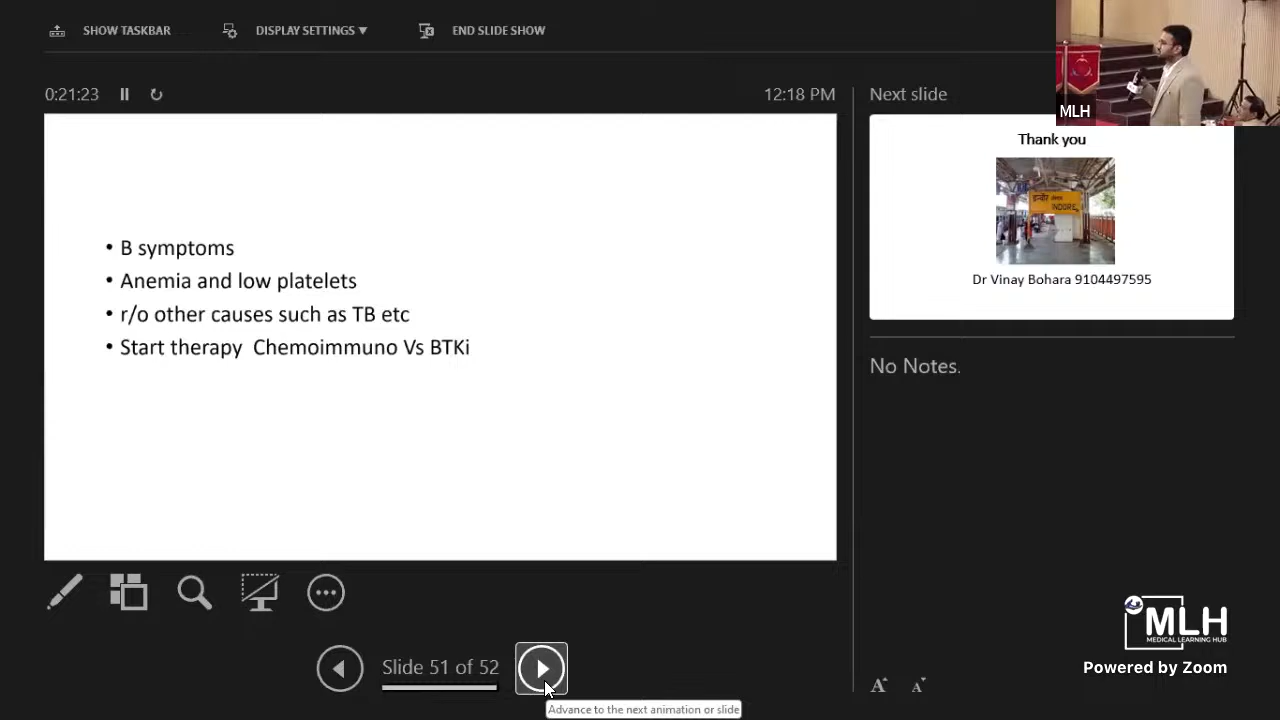 SHOW TASKBAR
DISPLAY SETTINGS ▾
END SLIDE SHOW
0:21:23
12:18 PM
Next slide
MLH
• B symptoms
• Anemia and low platelets
• r/o other causes such as TB etc
• Start therapy  Chemoimmuno Vs BTKi
Thank you
INDORE
Dr Vinay Bohara 9104497595
No Notes.
Slide 51 of 52
Advance to the next animation or slide
A A
MLH
MEDICAL LEARNING HUB
Powered by Zoom